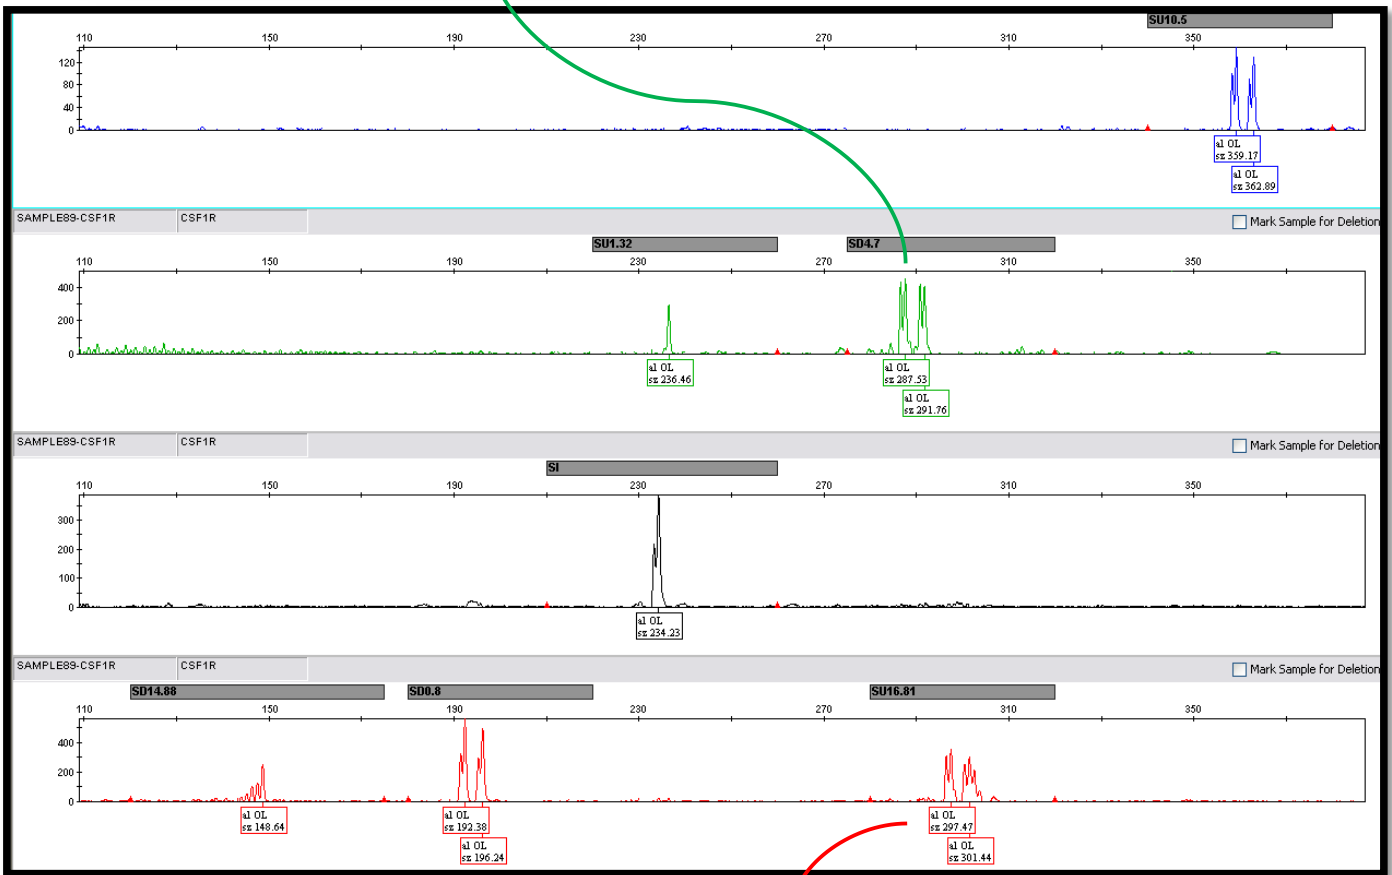 SU10.5
110 150 190 230 270 310 350
120
80
40
0
al OL
sz 359.17
al OL
sz 362.89
SAMPLE89-CSF1R CSF1R Mark Sample for Deletion
SU1.32 SD4.7
110 150 190 230 270 310 350
400
200
0
al OL
sz 236.46
al OL
sz 287.53
al OL
sz 291.76
SAMPLE89-CSF1R CSF1R Mark Sample for Deletion
SI
110 150 190 230 270 310 350
300
200
100
0
al OL
sz 234.23
SAMPLE89-CSF1R CSF1R Mark Sample for Deletion
SD14.88 SD0.8 SU16.81
110 150 190 230 270 310 350
400
200
0
al OL
sz 148.64
al OL
sz 192.38
al OL
sz 196.24
al OL
sz 297.47
al OL
sz 301.44